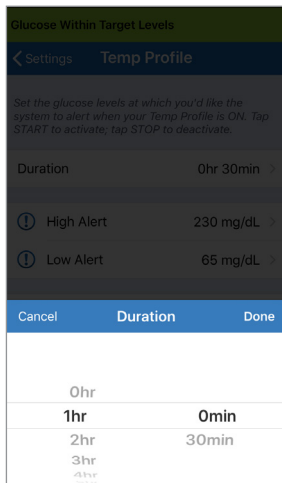 Glucose Within Target Levels
Settings Temp Profile
Set the glucose levels at which you'd like the
system to alert when your Temp Profile is ON. Tap
START to activate; tap STOP to deactivate.
Duration 0hr 30min
High Alert 230 mg/dL
Low Alert 65 mg/dL
Cancel Duration Done
0hr
1hr 0min
2hr 30min
3hr
4hr